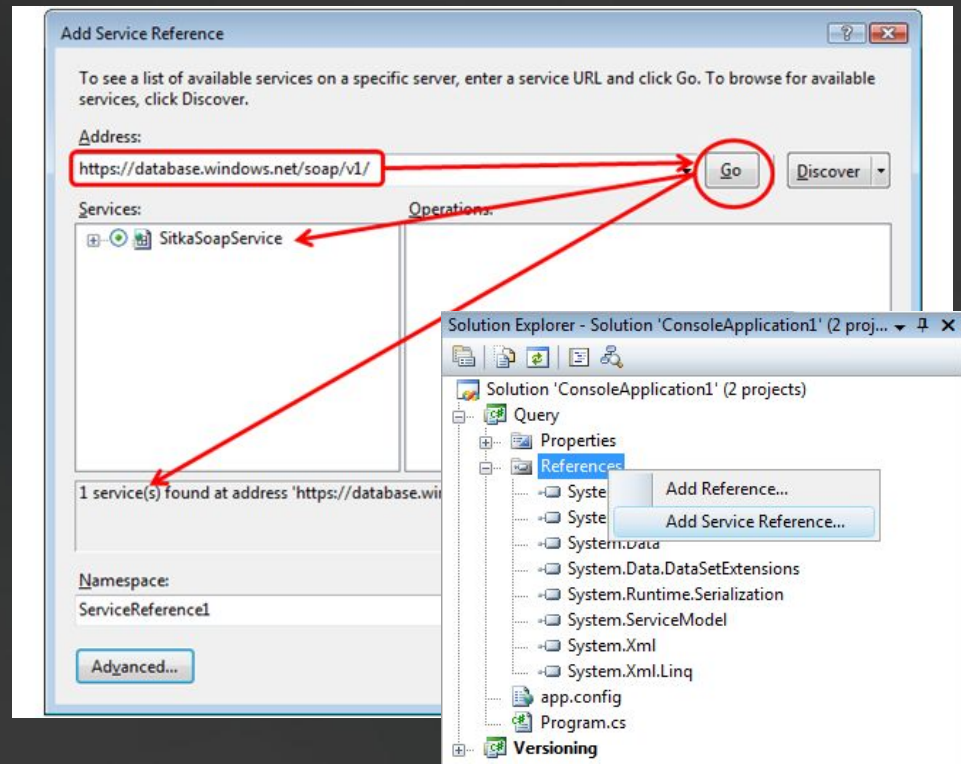 Add Service Reference
To see a list of available services on a specific server, enter a service URL and click Go. To browse for available
services, click Discover.
Address:
https://database.windows.net/soap/v1/
Go
Discover
Services:
Operations:
SitkaSoapService
1 service(s) found at address 'https://database.wi
Namespace:
ServiceReference1
Advanced...
Solution Explorer - Solution 'ConsoleApplication1' (2 proj...
Solution 'ConsoleApplication1' (2 projects)
Query
Properties
References
Syste
Add Reference...
Syste
Add Service Reference...
System.Data
System.Data.DataSetExtensions
System.Runtime.Serialization
System.ServiceModel
System.Xml
System.Xml.Linq
app.config
Program.cs
Versioning